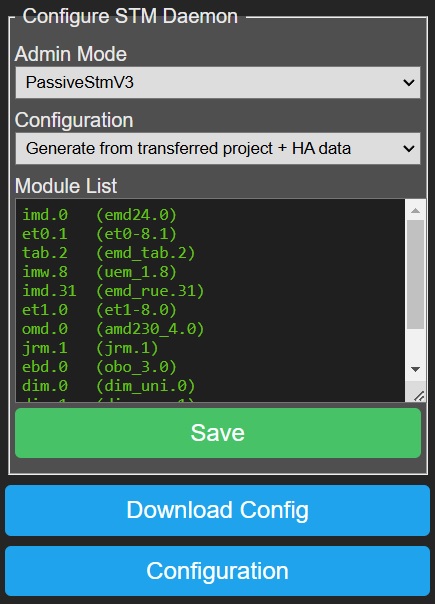 Configure STM Daemon
Admin Mode
PassiveStmV3
Configuration
Generate from transferred project + HA data
Module List
imd.0 (emd24.0)
et0.1 (et0-8.1)
tab.2 (emd_tab.2)
imw.8 (uem_1.8)
imd.31 (emd_rue.31)
et1.0 (et1-8.0)
omd.0 (amd230_4.0)
jrm.1 (jrm.1)
ebd.0 (obo_3.0)
dim.0 (dim_uni.0)
Save
Download Config
Configuration